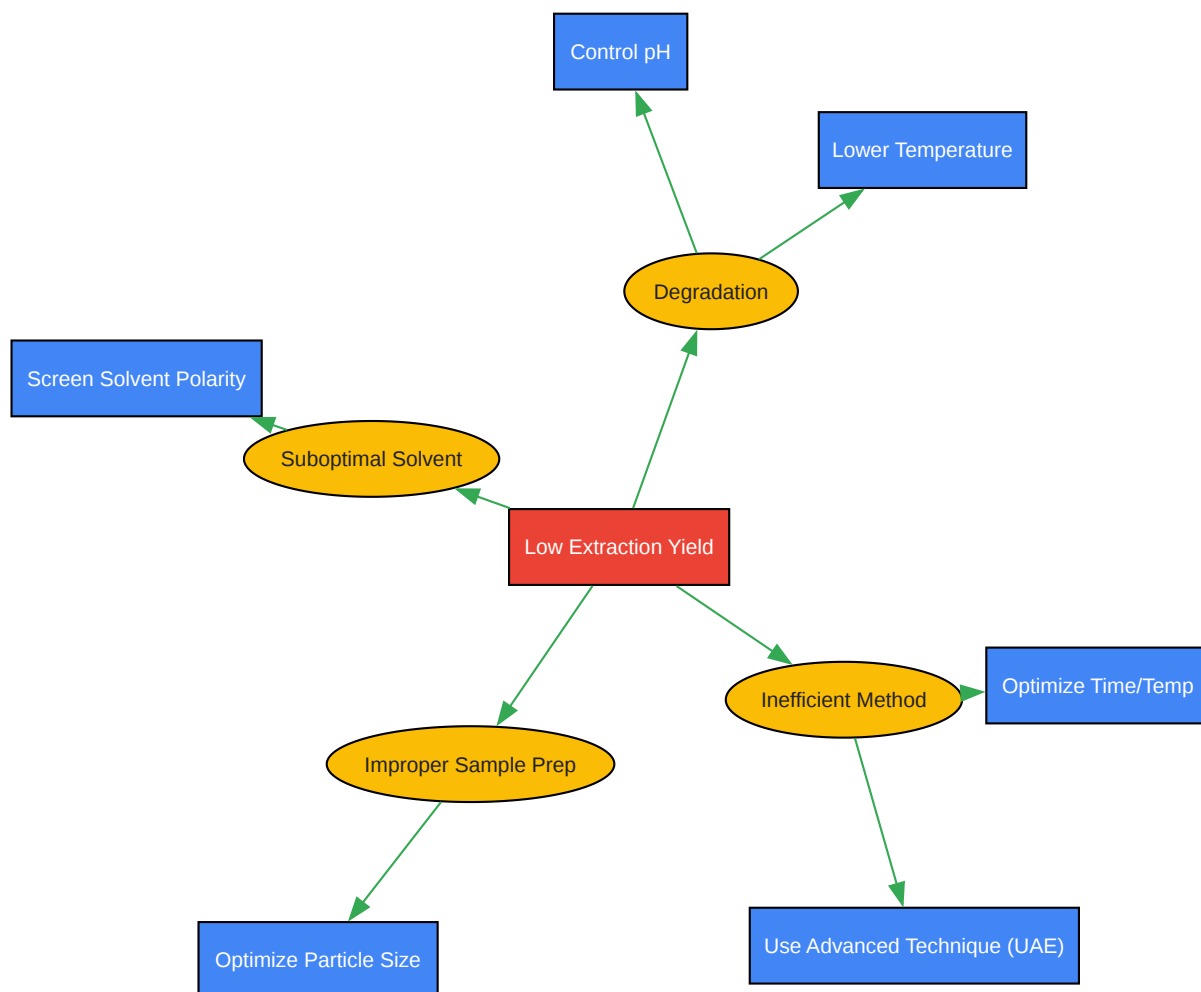 Control pH
Lower Temperature
Degradation
Screen Solvent Polarity
Suboptimal Solvent
Low Extraction Yield
Optimize Time/Temp
Inefficient Method
Improper Sample Prep
Use Advanced Technique (UAE)
Optimize Particle Size